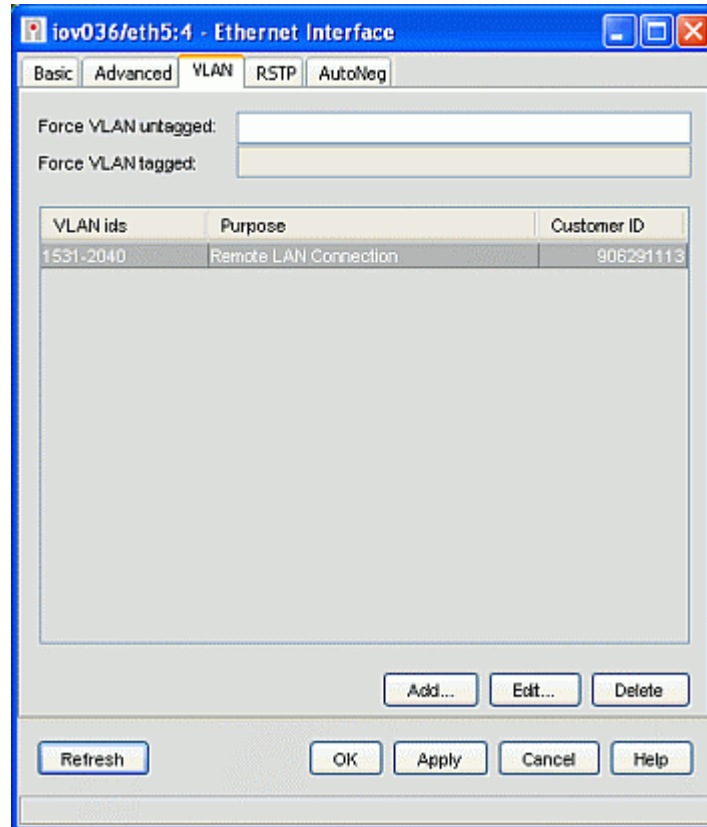 iov036/eth5:4 - Ethernet Interface
Basic Advanced VLAN RSTP AutoNeg
Force VLAN untagged:
Force VLAN tagged:
VLAN ids Purpose Customer ID
1531-2040 Remote LAN Connection 906291113
Add... Edit... Delete
Refresh OK Apply Cancel Help